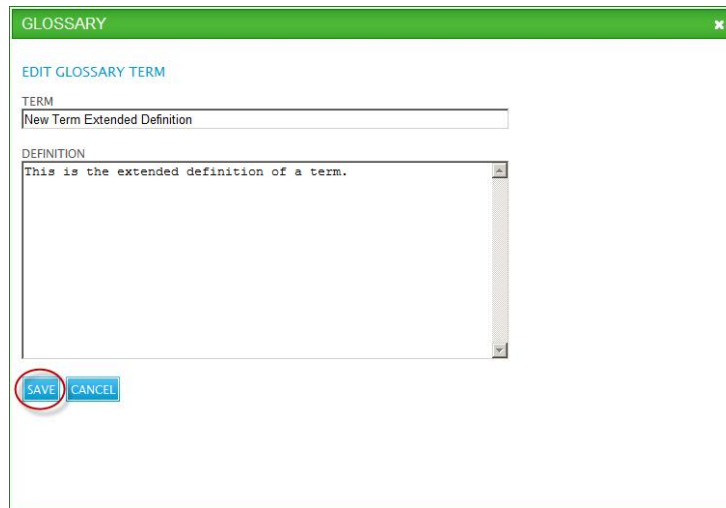 GLOSSARY
EDIT GLOSSARY TERM
TERM
New Term Extended Definition
DEFINITION
This is the extended definition of a term.
SAVE CANCEL